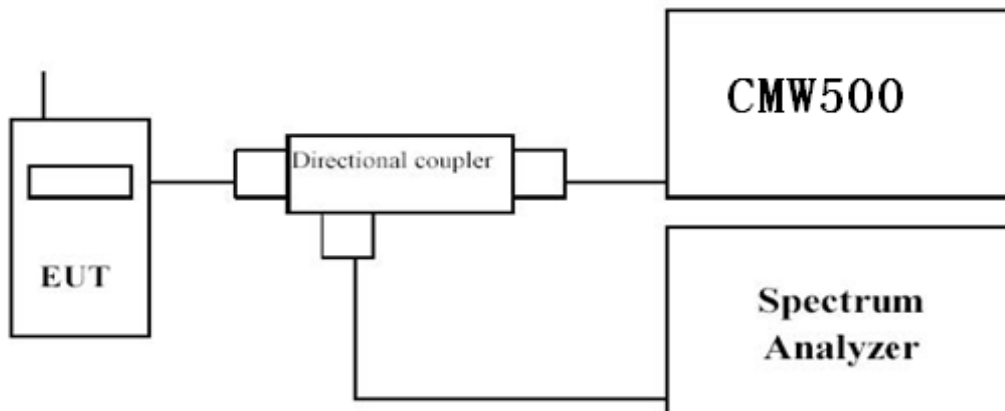 CMW500
Directional coupler
EUT
Spectrum
Analyzer